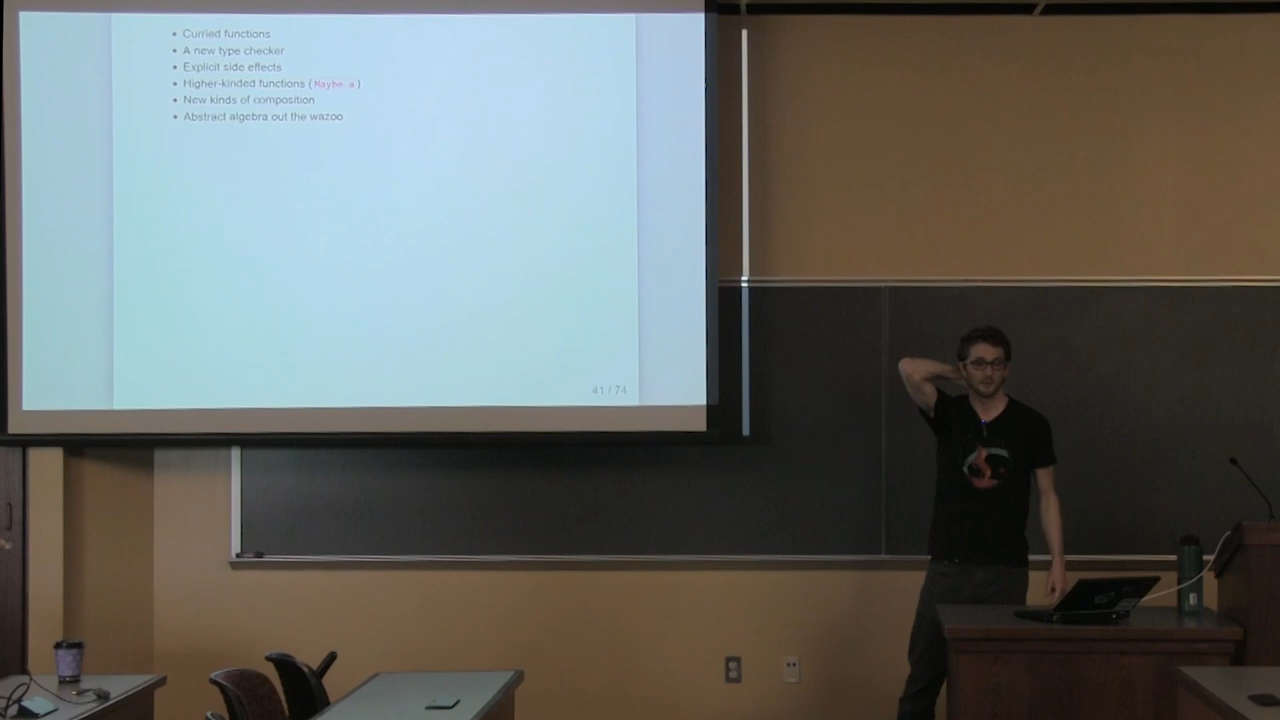 • Curried functions
• A new type checker
• Explicit side effects
• Higher-kinded functions (Maybe a)
• New kinds of composition
• Abstract algebra out the wazoo
41 / 74